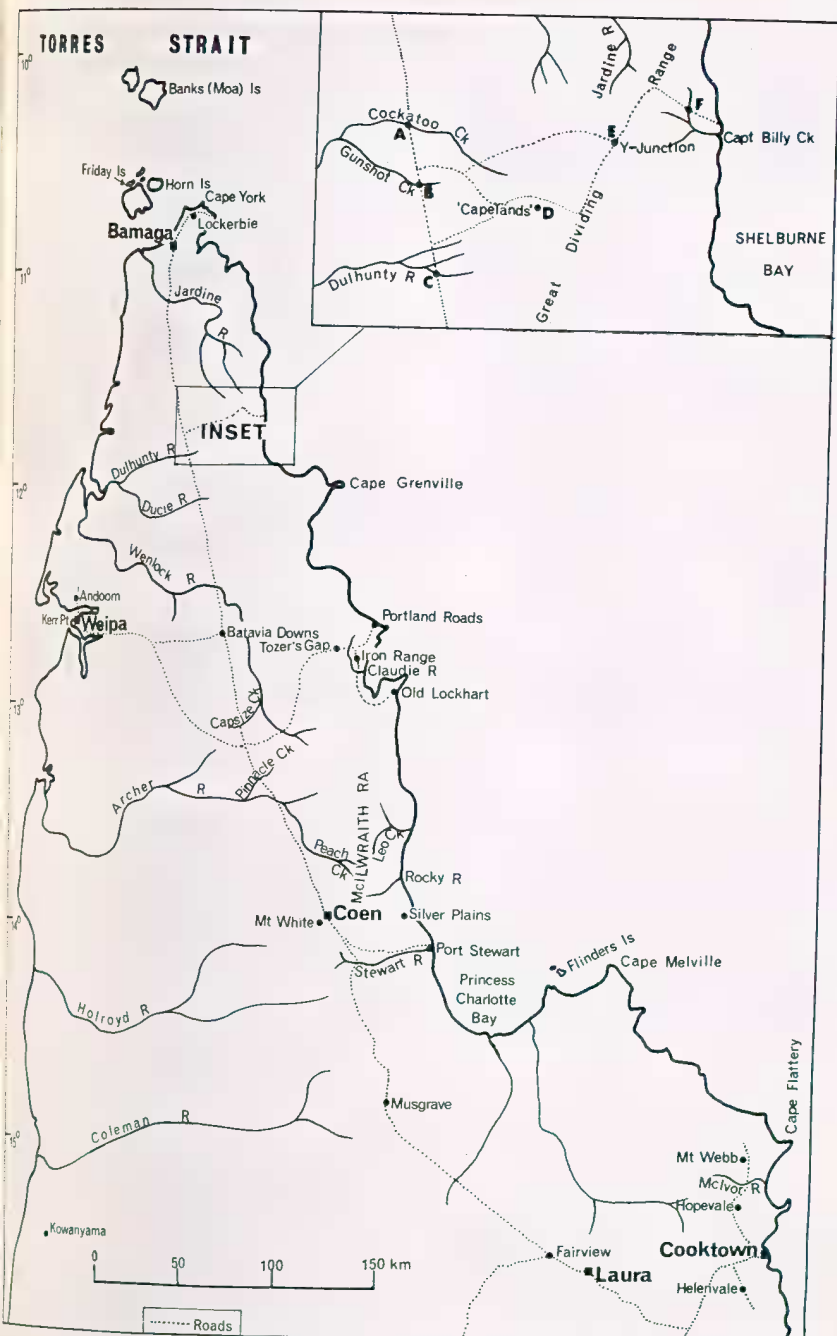 TORRES STRAIT
10°
Banks (Moa) Is
Friday Is
Horn Is
Cape York
Lockerbie
Bamaga
11°
Jardine R
INSET
Dulhunty R
Ducie R
12°
Cape Grenville
Wenlock R
Andoom
Kerr Pt
Weipa
Batavia Downs
Portland Roads
Tozer's Gap
Iron Range
Claudie R
Old Lockhart
13°
Capsize Ck
Pinnacle Ck
Archer R
McILWRAITH RA
Leo Ck
Peach Ck
Rocky R
14°
Mt White
Coen
Silver Plains
Port Stewart
Stewart R
Princess
Charlotte
Bay
Flinders Is
Cape Melville
Holroyd R
Musgrave
Coleman R
15°
Cape Flattery
Mt Webb
McIvor R
Hopevale
Kowanyama
Fairview
Cooktown
Laura
Helenvale
0 50 100 150 km
Roads
Cockatoo Ck
A
Gunshot Ck
B
Jardine R
Great Dividing Range
F
E
Y-Junction
Capt Billy Ck
'Capelands'
D
SHELBURNE
BAY
Dulhunty R
C